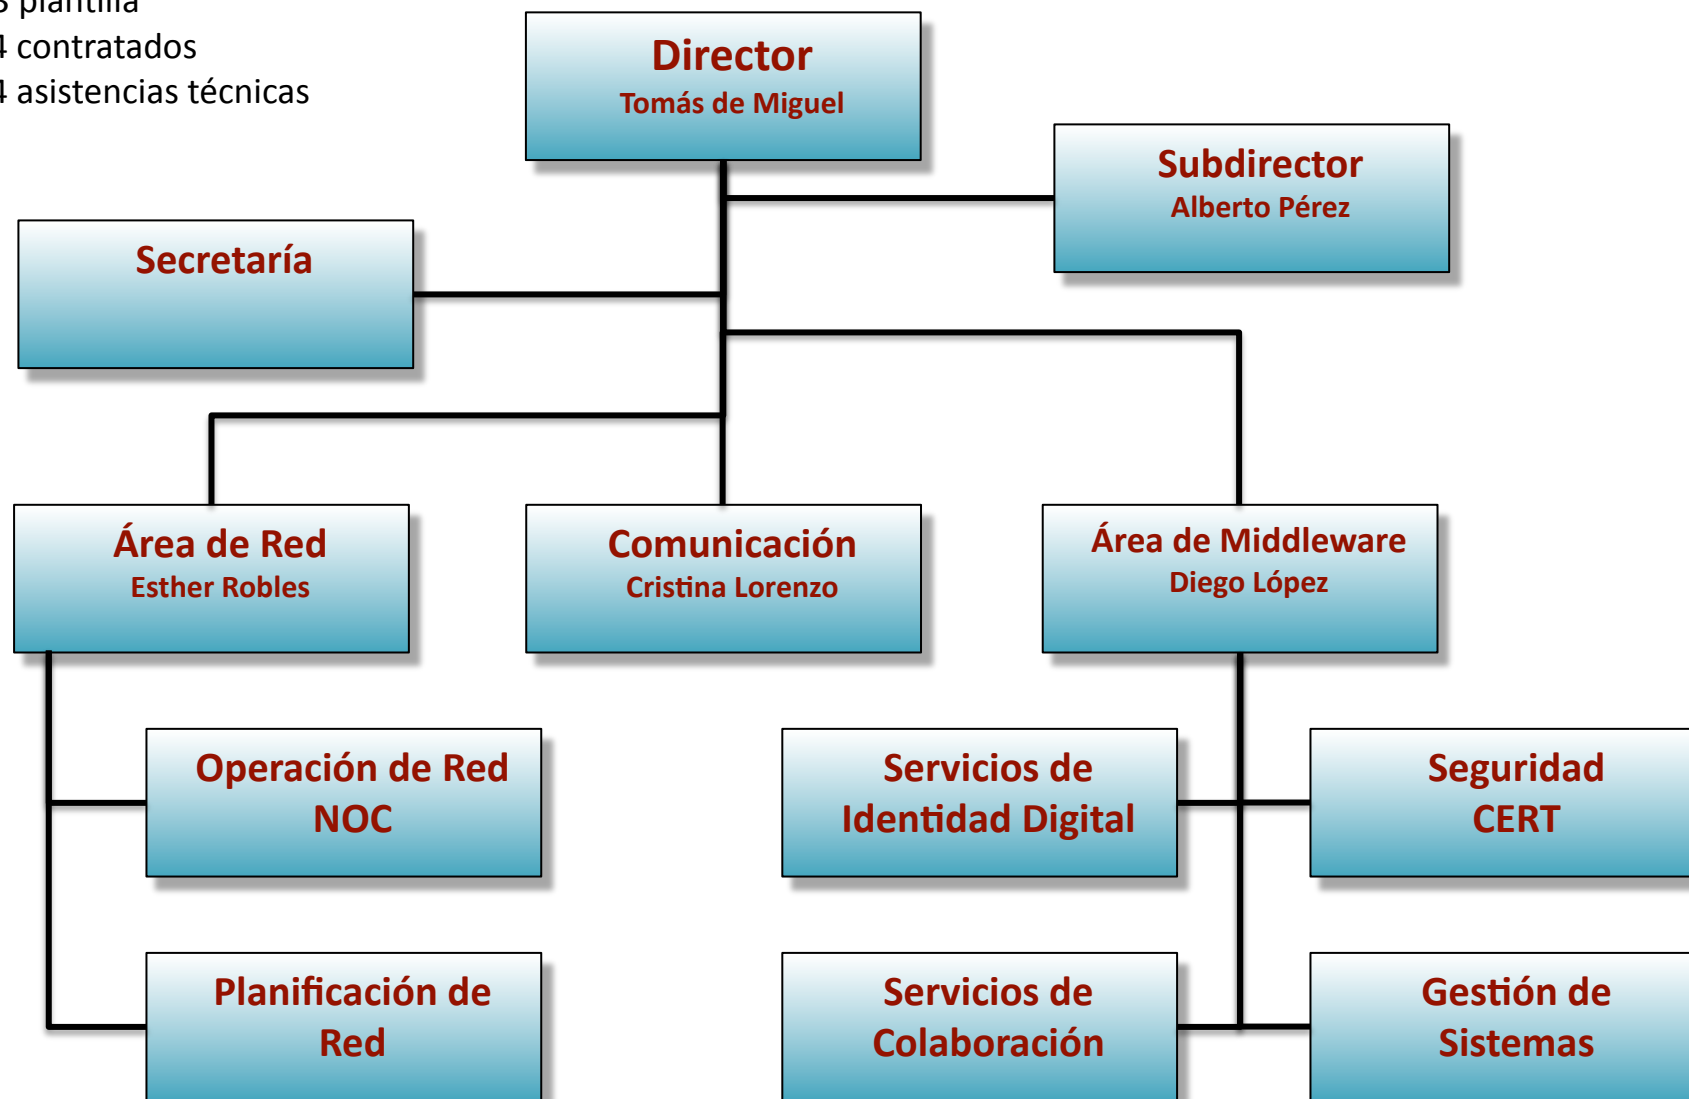 plantilla
contratados
asistencias técnicas
Director
Tomás de Miguel
Subdirector
Alberto Pérez
Secretaría
Área de Red
Esther Robles
Comunicación
Cristina Lorenzo
Área de Middleware
Diego López
Operación de Red
NOC
Servicios de
Identidad Digital
Seguridad
CERT
Planificación de
Red
Servicios de
Colaboración
Gestión de
Sistemas